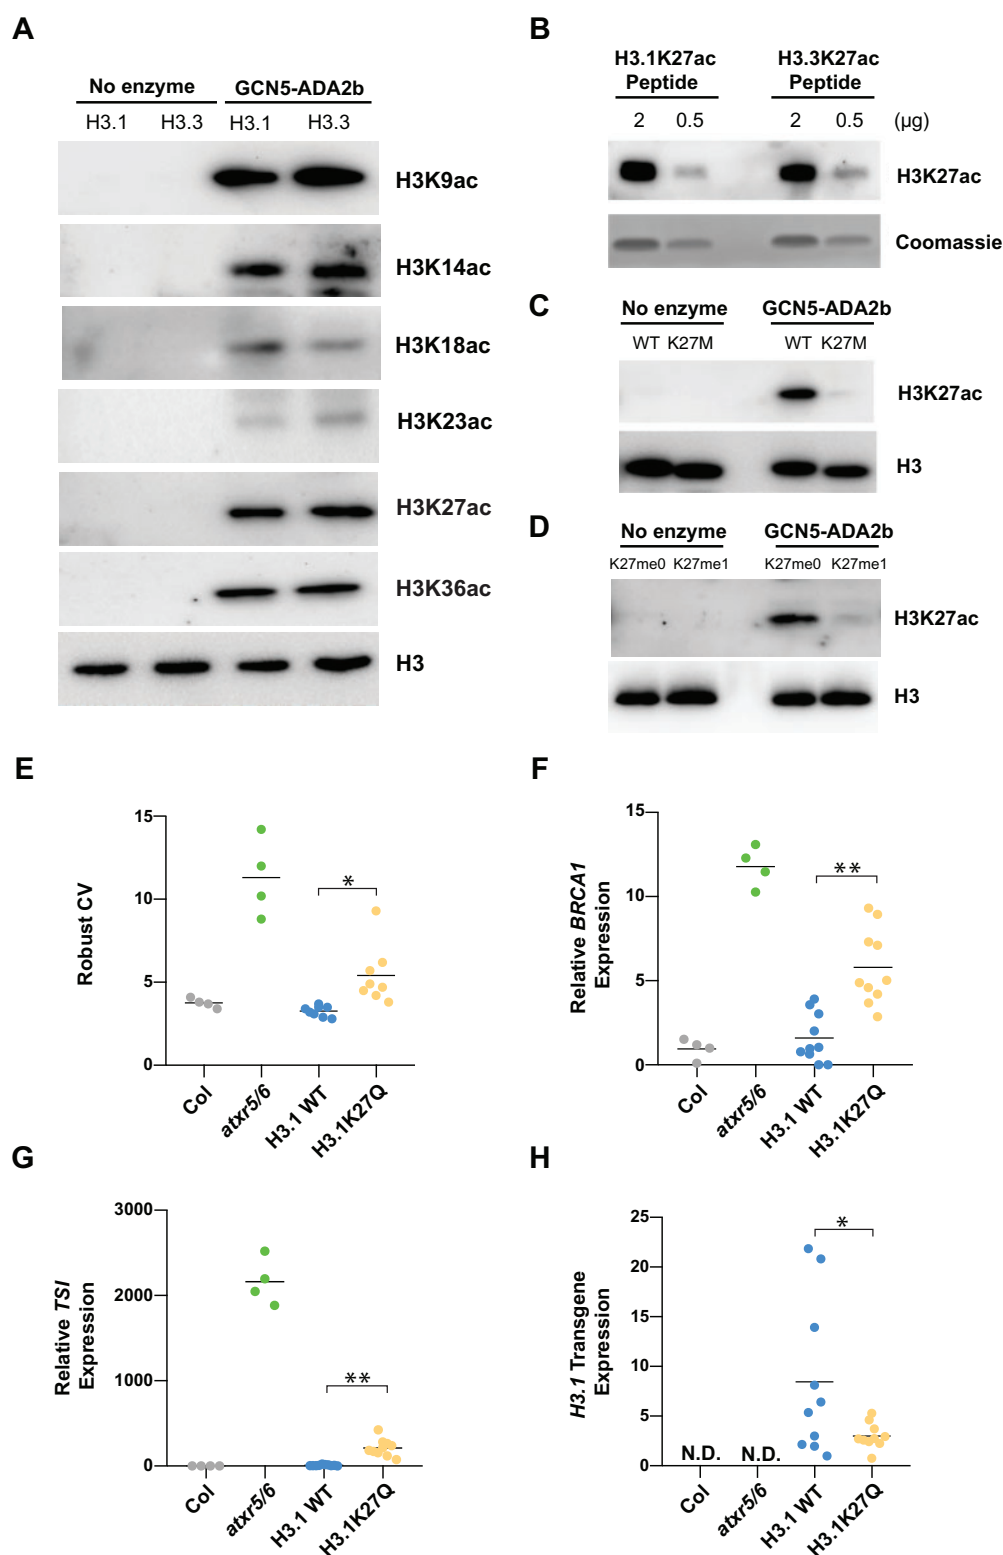 A
No enzyme GCN5-ADA2b
H3.1 H3.3 H3.1 H3.3
H3K9ac
H3K14ac
H3K18ac
H3K23ac
H3K27ac
H3K36ac
H3
B
H3.1K27ac H3.3K27ac
Peptide Peptide
2 0.5 2 0.5 (µg)
H3K27ac
Coomassie
C
No enzyme GCN5-ADA2b
WT K27M WT K27M
H3K27ac
H3
D
No enzyme GCN5-ADA2b
K27me0 K27me1 K27me0 K27me1
H3K27ac
H3
E
Robust CV
15
10
5
0
*
Col
atxr5/6
H3.1 WT
H3.1K27Q
F
Relative BRCA1
Expression
15
10
5
0
**
Col
atxr5/6
H3.1 WT
H3.1K27Q
G
Relative TSI
Expression
3000
2000
1000
0
**
Col
atxr5/6
H3.1 WT
H3.1K27Q
H
H3.1 Transgene
Expression
25
20
15
10
5
0
*
N.D. N.D.
Col
atxr5/6
H3.1 WT
H3.1K27Q